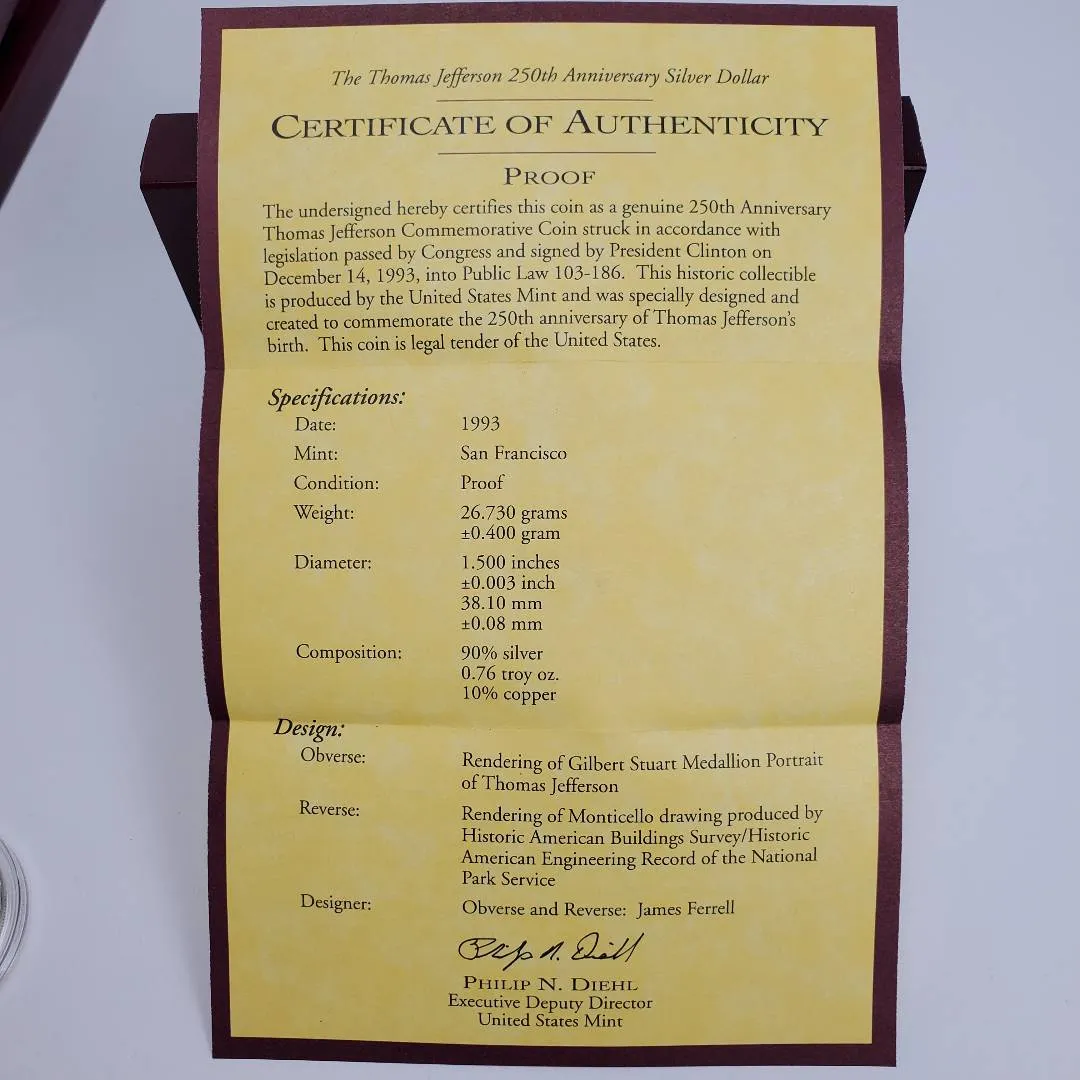 The Thomas Jefferson 250th Anniversary Silver Dollar
CERTIFICATE OF AUTHENTICITY
PROOF
The undersigned hereby certifies this coin as a genuine 250th Anniversary
Thomas Jefferson Commemorative Coin struck in accordance with
legislation passed by Congress and signed by President Clinton on
December 14, 1993, into Public Law 103-186. This historic collectible
is produced by the United States Mint and was specially designed and
created to commemorate the 250th anniversary of Thomas Jefferson's
birth. This coin is legal tender of the United States.
Specifications:
Date: 1993
Mint: San Francisco
Condition: Proof
Weight: 26.730 grams
±0.400 gram
Diameter: 1.500 inches
±0.003 inch
38.10 mm
±0.08 mm
Composition: 90% silver
0.76 troy oz.
10% copper
Design:
Obverse: Rendering of Gilbert Stuart Medallion Portrait
of Thomas Jefferson
Reverse: Rendering of Monticello drawing produced by
Historic American Buildings Survey/Historic
American Engineering Record of the National
Park Service
Designer: Obverse and Reverse: James Ferrell
Philip N. Diehl
PHILIP N. DIEHL
Executive Deputy Director
United States Mint